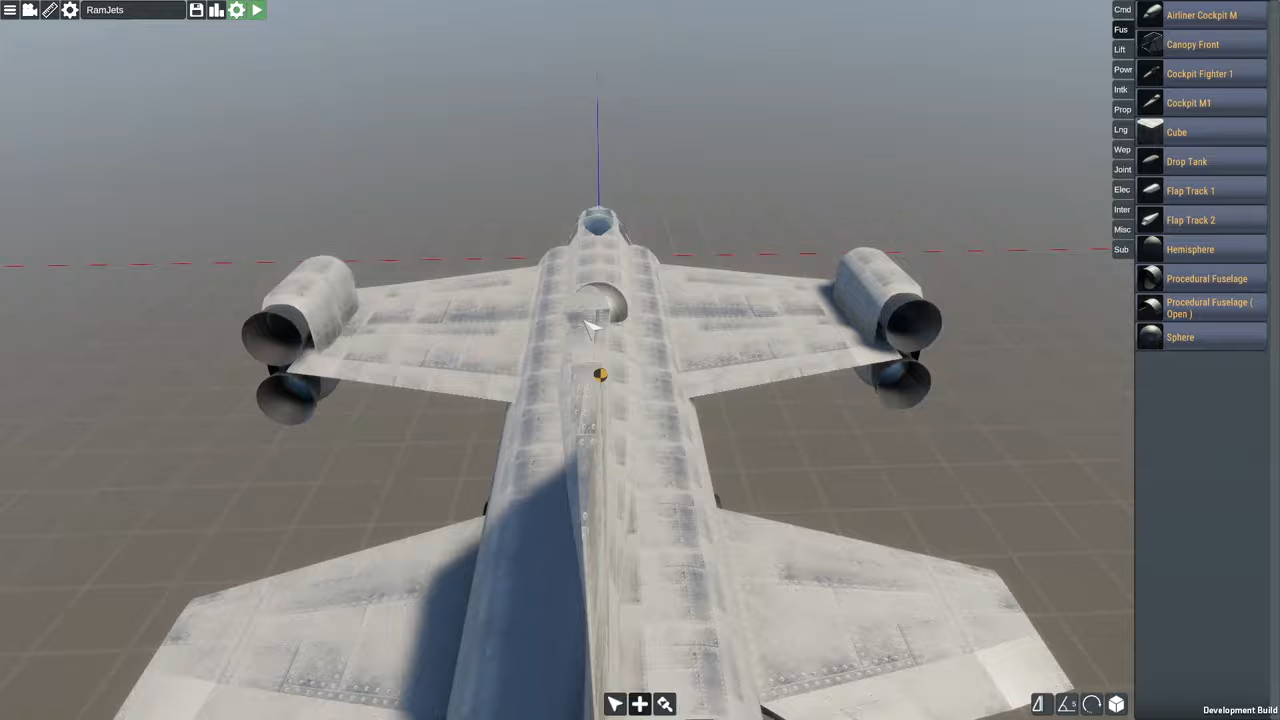 RamJets
Cmd
Fus
Lift
Powr
Intk
Prop
Lng
Wep
Joint
Elec
Inter
Misc
Sub
Airliner Cockpit M
Canopy Front
Cockpit Fighter 1
Cockpit M1
Cube
Drop Tank
Flap Track 1
Flap Track 2
Hemisphere
Procedural Fuselage
Procedural Fuselage (
Open )
Sphere
5
Development Build